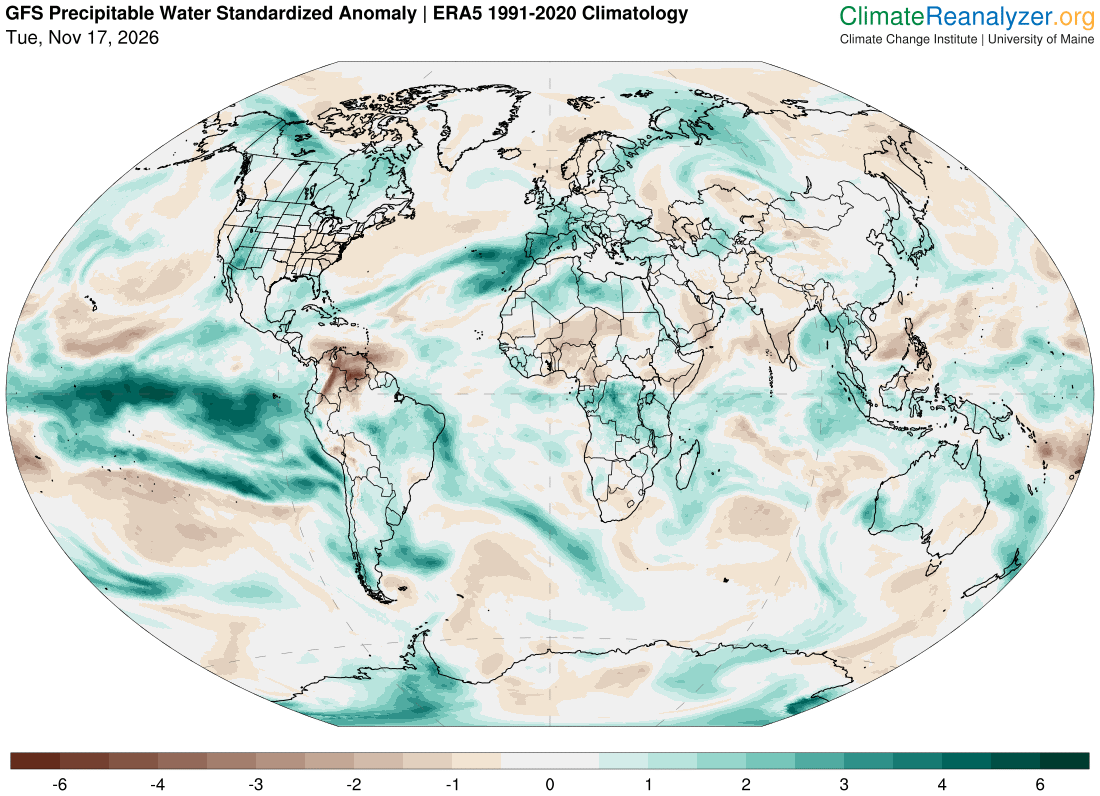 GFS Precipitable Water Standardized Anomaly | ERA5 1991-2020 Climatology
Tue, Nov 17, 2026
ClimateReanalyzer.org
Climate Change Institute | University of Maine
-6 -4 -3 -2 -1 0 1 2 3 4 6